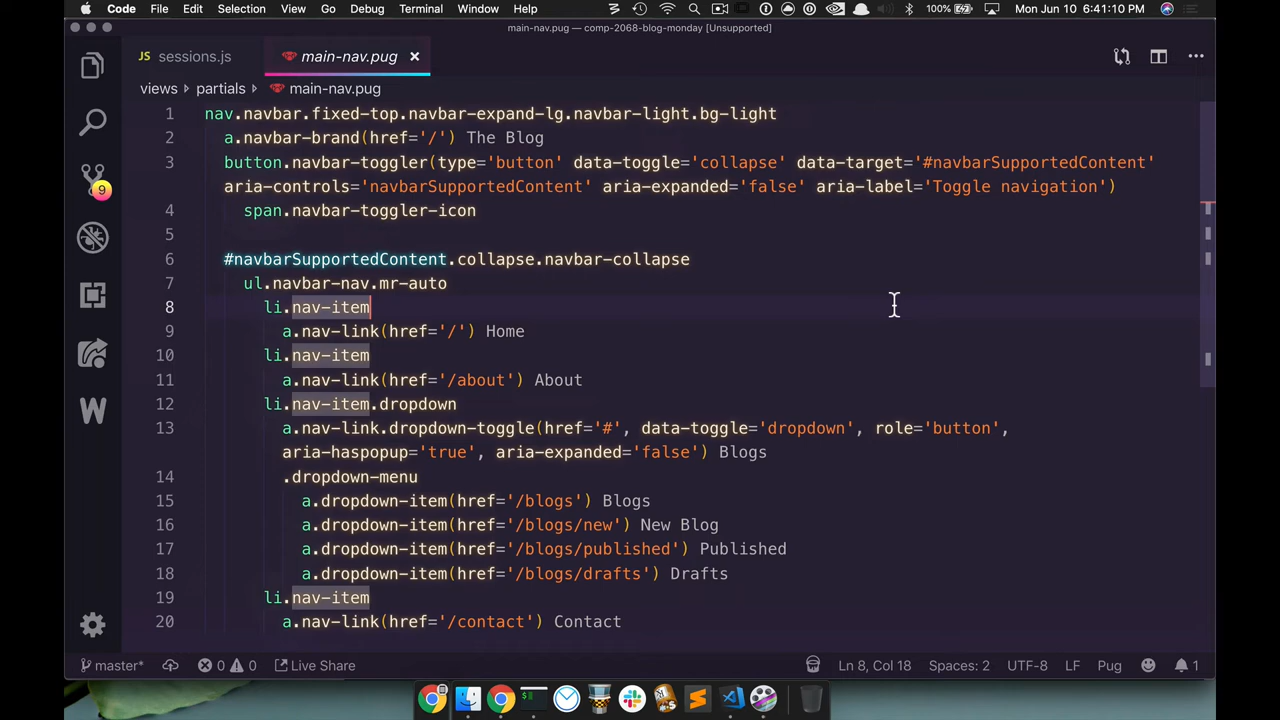 Code File Edit Selection View Go Debug Terminal Window Help 100% Mon Jun 10 6:41:10 PM
main-nav.pug — comp-2068-blog-monday [Unsupported]
JS sessions.js main-nav.pug ×
views › partials › main-nav.pug
1 nav.navbar.fixed-top.navbar-expand-lg.navbar-light.bg-light
2 a.navbar-brand(href='/') The Blog
3 button.navbar-toggler(type='button' data-toggle='collapse' data-target='#navbarSupportedContent'
aria-controls='navbarSupportedContent' aria-expanded='false' aria-label='Toggle navigation')
4 span.navbar-toggler-icon
5
6 #navbarSupportedContent.collapse.navbar-collapse
7 ul.navbar-nav.mr-auto
8 li.nav-item
9 a.nav-link(href='/') Home
9
10 li.nav-item
11 a.nav-link(href='/about') About
12 li.nav-item.dropdown
13 a.nav-link.dropdown-toggle(href='#', data-toggle='dropdown', role='button',
aria-haspopup='true', aria-expanded='false') Blogs
14 .dropdown-menu
15 a.dropdown-item(href='/blogs') Blogs
16 a.dropdown-item(href='/blogs/new') New Blog
17 a.dropdown-item(href='/blogs/published') Published
18 a.dropdown-item(href='/blogs/drafts') Drafts
19 li.nav-item
20 a.nav-link(href='/contact') Contact
W
master* 0 0 Live Share Ln 8, Col 18 Spaces: 2 UTF-8 LF Pug 1